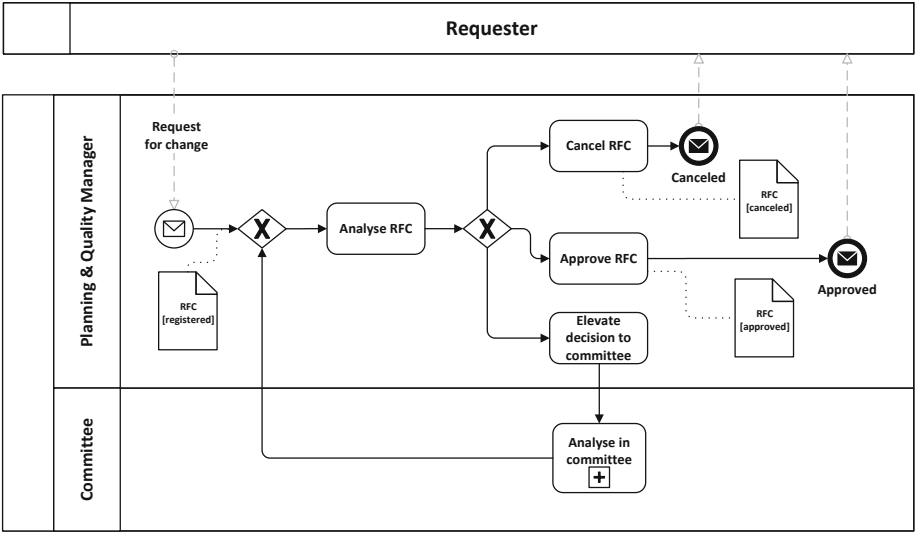 Requester
Planning & Quality Manager
Request
for change
RFC
[registered]
X
Analyse RFC
X
Cancel RFC
Canceled
RFC
[canceled]
Approve RFC
Approved
RFC
[approved]
Elevate
decision to
committee
Committee
Analyse in
committee